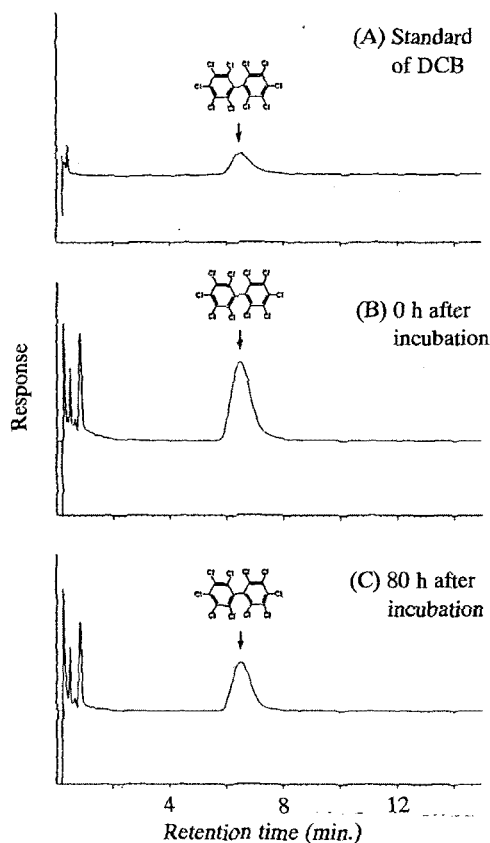 (A) Standard
of DCB
(B) 0 h after
incubation
(C) 80 h after
incubation
Response
4 8 12
Retention time (min.)